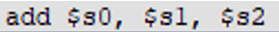 add $s0, $s1, $s2